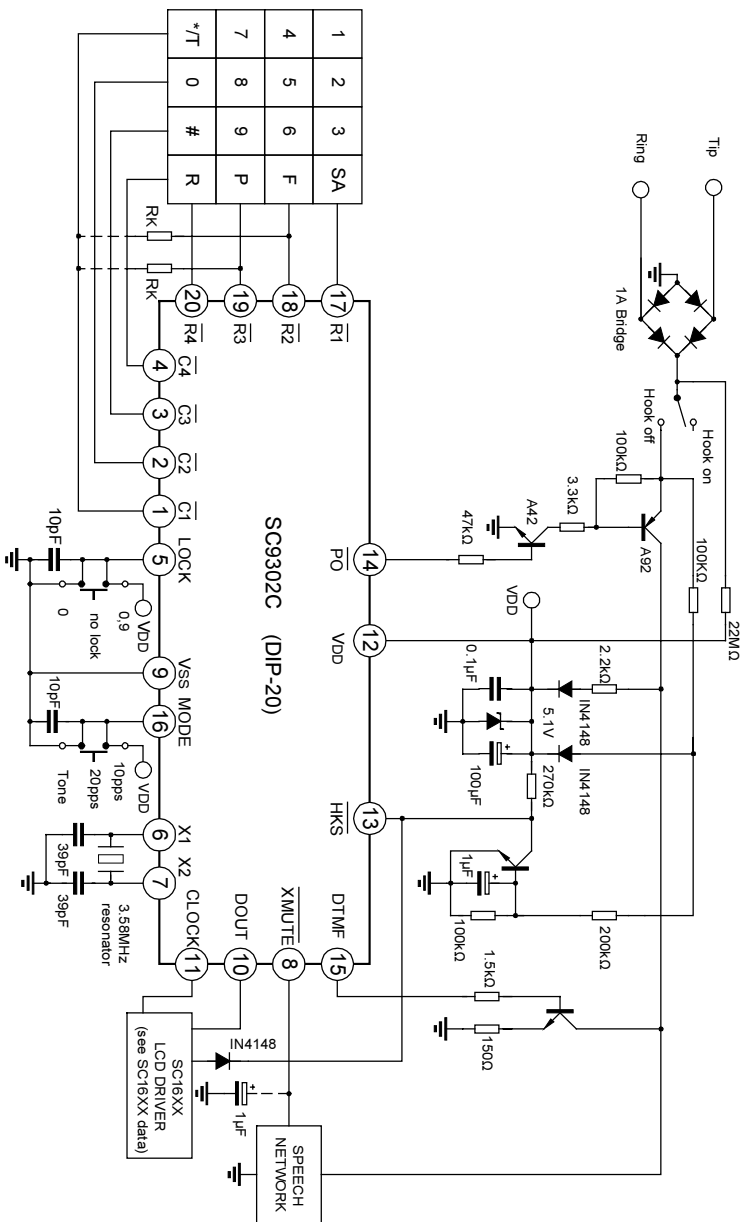 Tip
Ring
1A Bridge
Hook on
Hook off
22MΩ
100KΩ
A92
100kΩ
3.3kΩ
A42
47kΩ
VDD
2.2kΩ
IN4148
IN4148
5.1V
0.1µF
100µF
270kΩ
200kΩ
1µF
100kΩ
1.5kΩ
150Ω
1 2 3 SA
4 5 6 F
7 8 9 P
*/T 0 # R
RK
RK
17 R1
18 R2
19 R3
20 R4
14 PO
12 VDD
13 HKS
SC9302C (DIP-20)
15 DTMF
8 XMUTE
10 DOUT
11 CLOCK
4 C4
3 C3
2 C2
1 C1
5 LOCK
9 VSS
16 MODE
6 X1
7 X2
10pF
VDD
0,9
no lock
0
10pF
VDD
10pps
20pps
Tone
39pF
39pF
3.58MHz
resonator
IN4148
+
1µF
SC16XX
LCD DRIVER
(see SC16XX data)
SPEECH
NETWORK